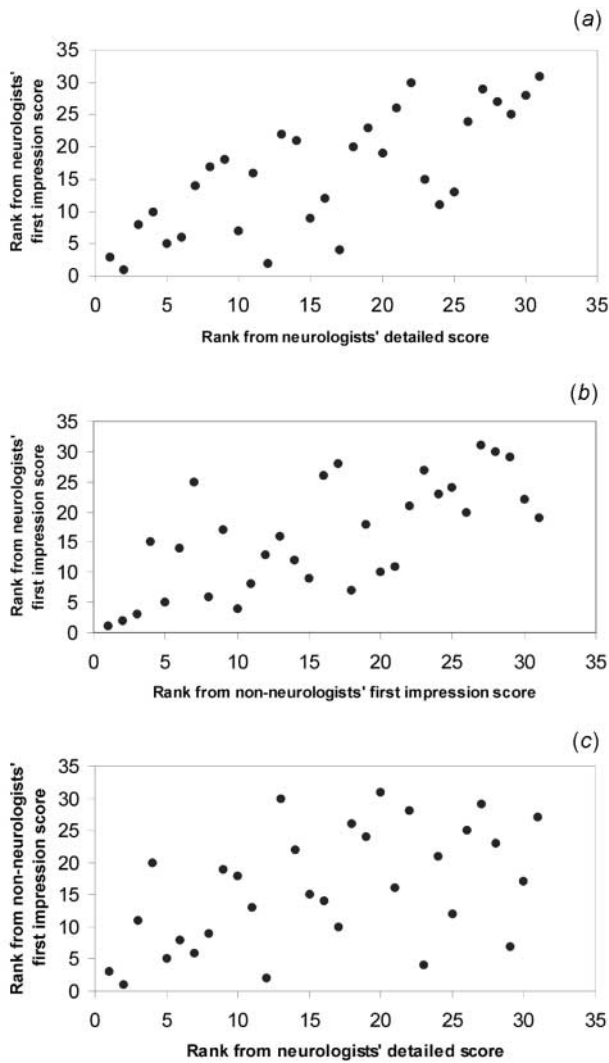 (a)
35
30
25
20
15
10
5
0
Rank from neurologists'
first impression score
0 5 10 15 20 25 30 35
Rank from neurologists' detailed score
(b)
35
30
25
20
15
10
5
0
Rank from neurologists'
first impression score
0 5 10 15 20 25 30 35
Rank from non-neurologists' first impression score
(c)
35
30
25
20
15
10
5
0
Rank from non-neurologists'
first impression score
0 5 10 15 20 25 30 35
Rank from neurologists' detailed score